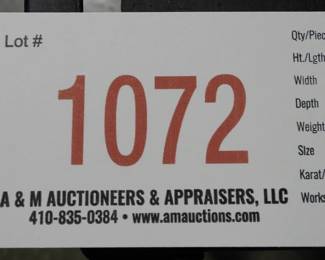 Lot #
1072
A & M AUCTIONEERS & APPRAISERS, LLC
410-835-0384 • www.amauctions.com
Qty/Piec
Ht./Lgth
Width
Depth
Weight
Size
Karat/
Works